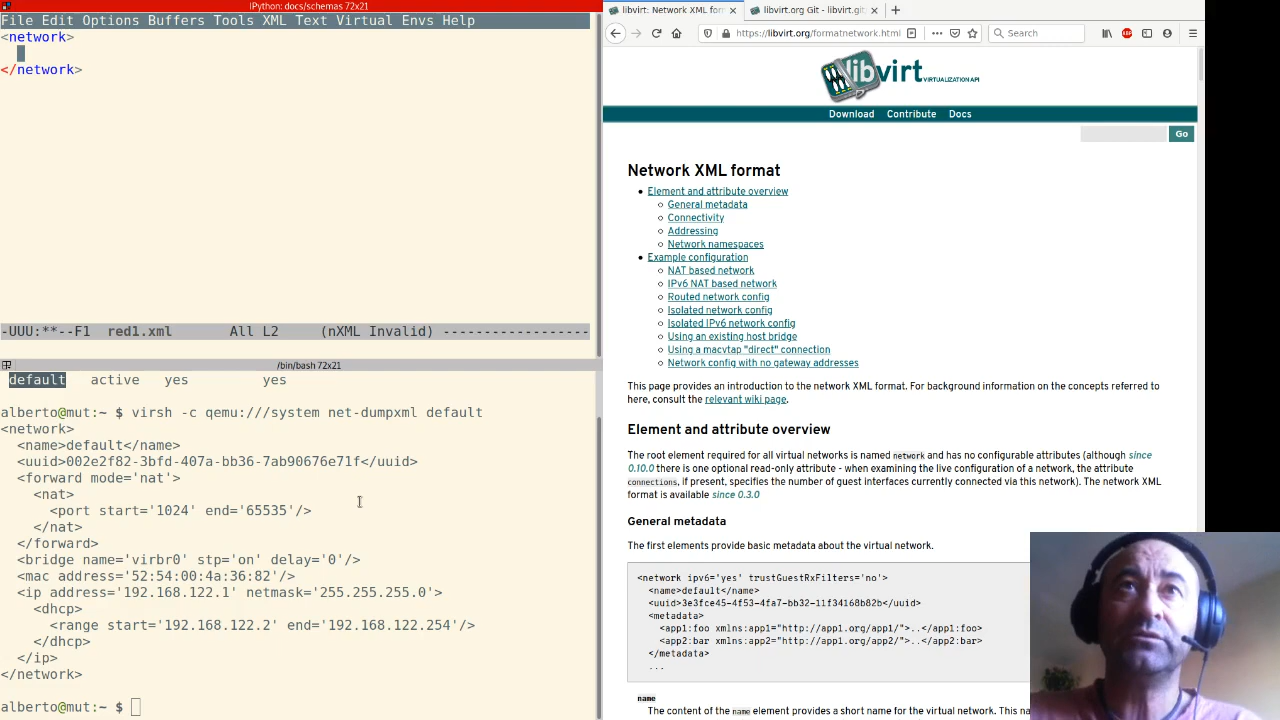 IPython: docs/schemas 72x21
File Edit Options Buffers Tools XML Text Virtual Envs Help
<network>
</network>
-UUU:**--F1  red1.xml       All L2     (nXML Invalid) ------------------
/bin/bash 72x21
default   active   yes         yes
alberto@mut:~ $ virsh -c qemu:///system net-dumpxml default
<network>
  <name>default</name>
  <uuid>002e2f82-3bfd-407a-bb36-7ab90676e71f</uuid>
  <forward mode='nat'>
    <nat>
      <port start='1024' end='65535'/>
    </nat>
  </forward>
  <bridge name='virbr0' stp='on' delay='0'/>
  <mac address='52:54:00:4a:36:82'/>
  <ip address='192.168.122.1' netmask='255.255.255.0'>
    <dhcp>
      <range start='192.168.122.2' end='192.168.122.254'/>
    </dhcp>
  </ip>
</network>
alberto@mut:~ $
libvirt: Network XML form
libvirt.org Git - libvirt.git
https://libvirt.org/formatnetwork.html
Search
libvirt
VIRTUALIZATION API
Download Contribute Docs
Go
Network XML format
Element and attribute overview
General metadata
Connectivity
Addressing
Network namespaces
Example configuration
NAT based network
IPv6 NAT based network
Routed network config
Isolated network config
Isolated IPv6 network config
Using an existing host bridge
Using a macvtap "direct" connection
Network config with no gateway addresses
This page provides an introduction to the network XML format. For background information on the concepts referred to
here, consult the relevant wiki page.
Element and attribute overview
The root element required for all virtual networks is named network and has no configurable attributes (although since
0.10.0 there is one optional read-only attribute - when examining the live configuration of a network, the attribute
connections, if present, specifies the number of guest interfaces currently connected via this network). The network XML
format is available since 0.3.0
General metadata
The first elements provide basic metadata about the virtual network.
<network ipv6='yes' trustGuestRxFilters='no'>
  <name>default</name>
  <uuid>3e3fce45-4f53-4fa7-bb32-11f34168b82b</uuid>
  <metadata>
    <app1:foo xmlns:app1="http://app1.org/app1/">..</app1:foo>
    <app2:bar xmlns:app2="http://app1.org/app2/">..</app2:bar>
  </metadata>
  ...
name
The content of the name element provides a short name for the virtual network. This na